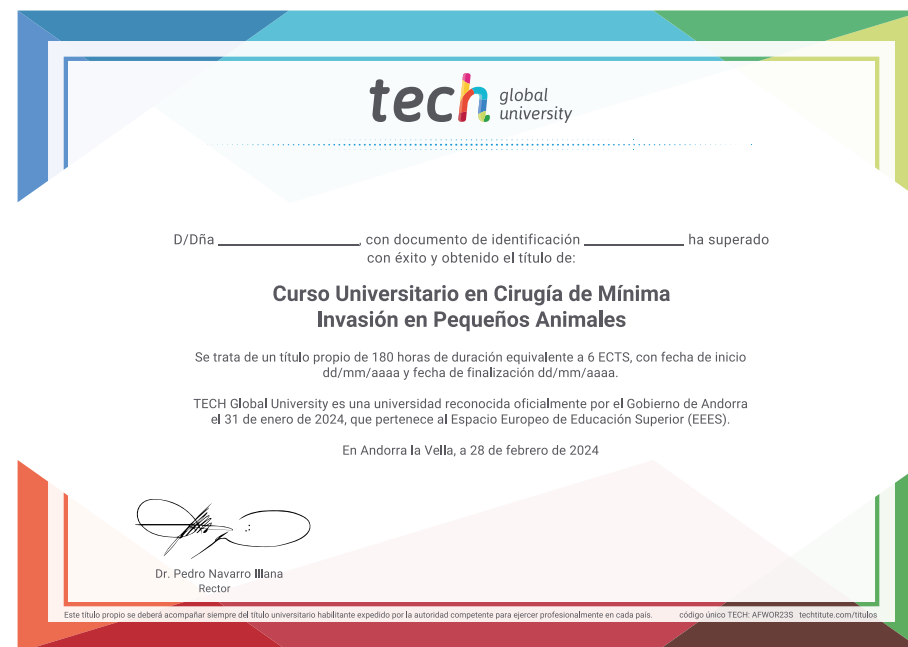 tech global university
D/Dña ____________________, con documento de identificación ______________ ha superado
con éxito y obtenido el título de:
Curso Universitario en Cirugía de Mínima
Invasión en Pequeños Animales
Se trata de un título propio de 180 horas de duración equivalente a 6 ECTS, con fecha de inicio
dd/mm/aaaa y fecha de finalización dd/mm/aaaa.
TECH Global University es una universidad reconocida oficialmente por el Gobierno de Andorra
el 31 de enero de 2024, que pertenece al Espacio Europeo de Educación Superior (EEES).
En Andorra la Vella, a 28 de febrero de 2024
Dr. Pedro Navarro Illana
Rector
Este título propio se deberá acompañar siempre del título universitario habilitante expedido por la autoridad competente para ejercer profesionalmente en cada país. código único TECH: AFWOR23S techtitute.com/titulos